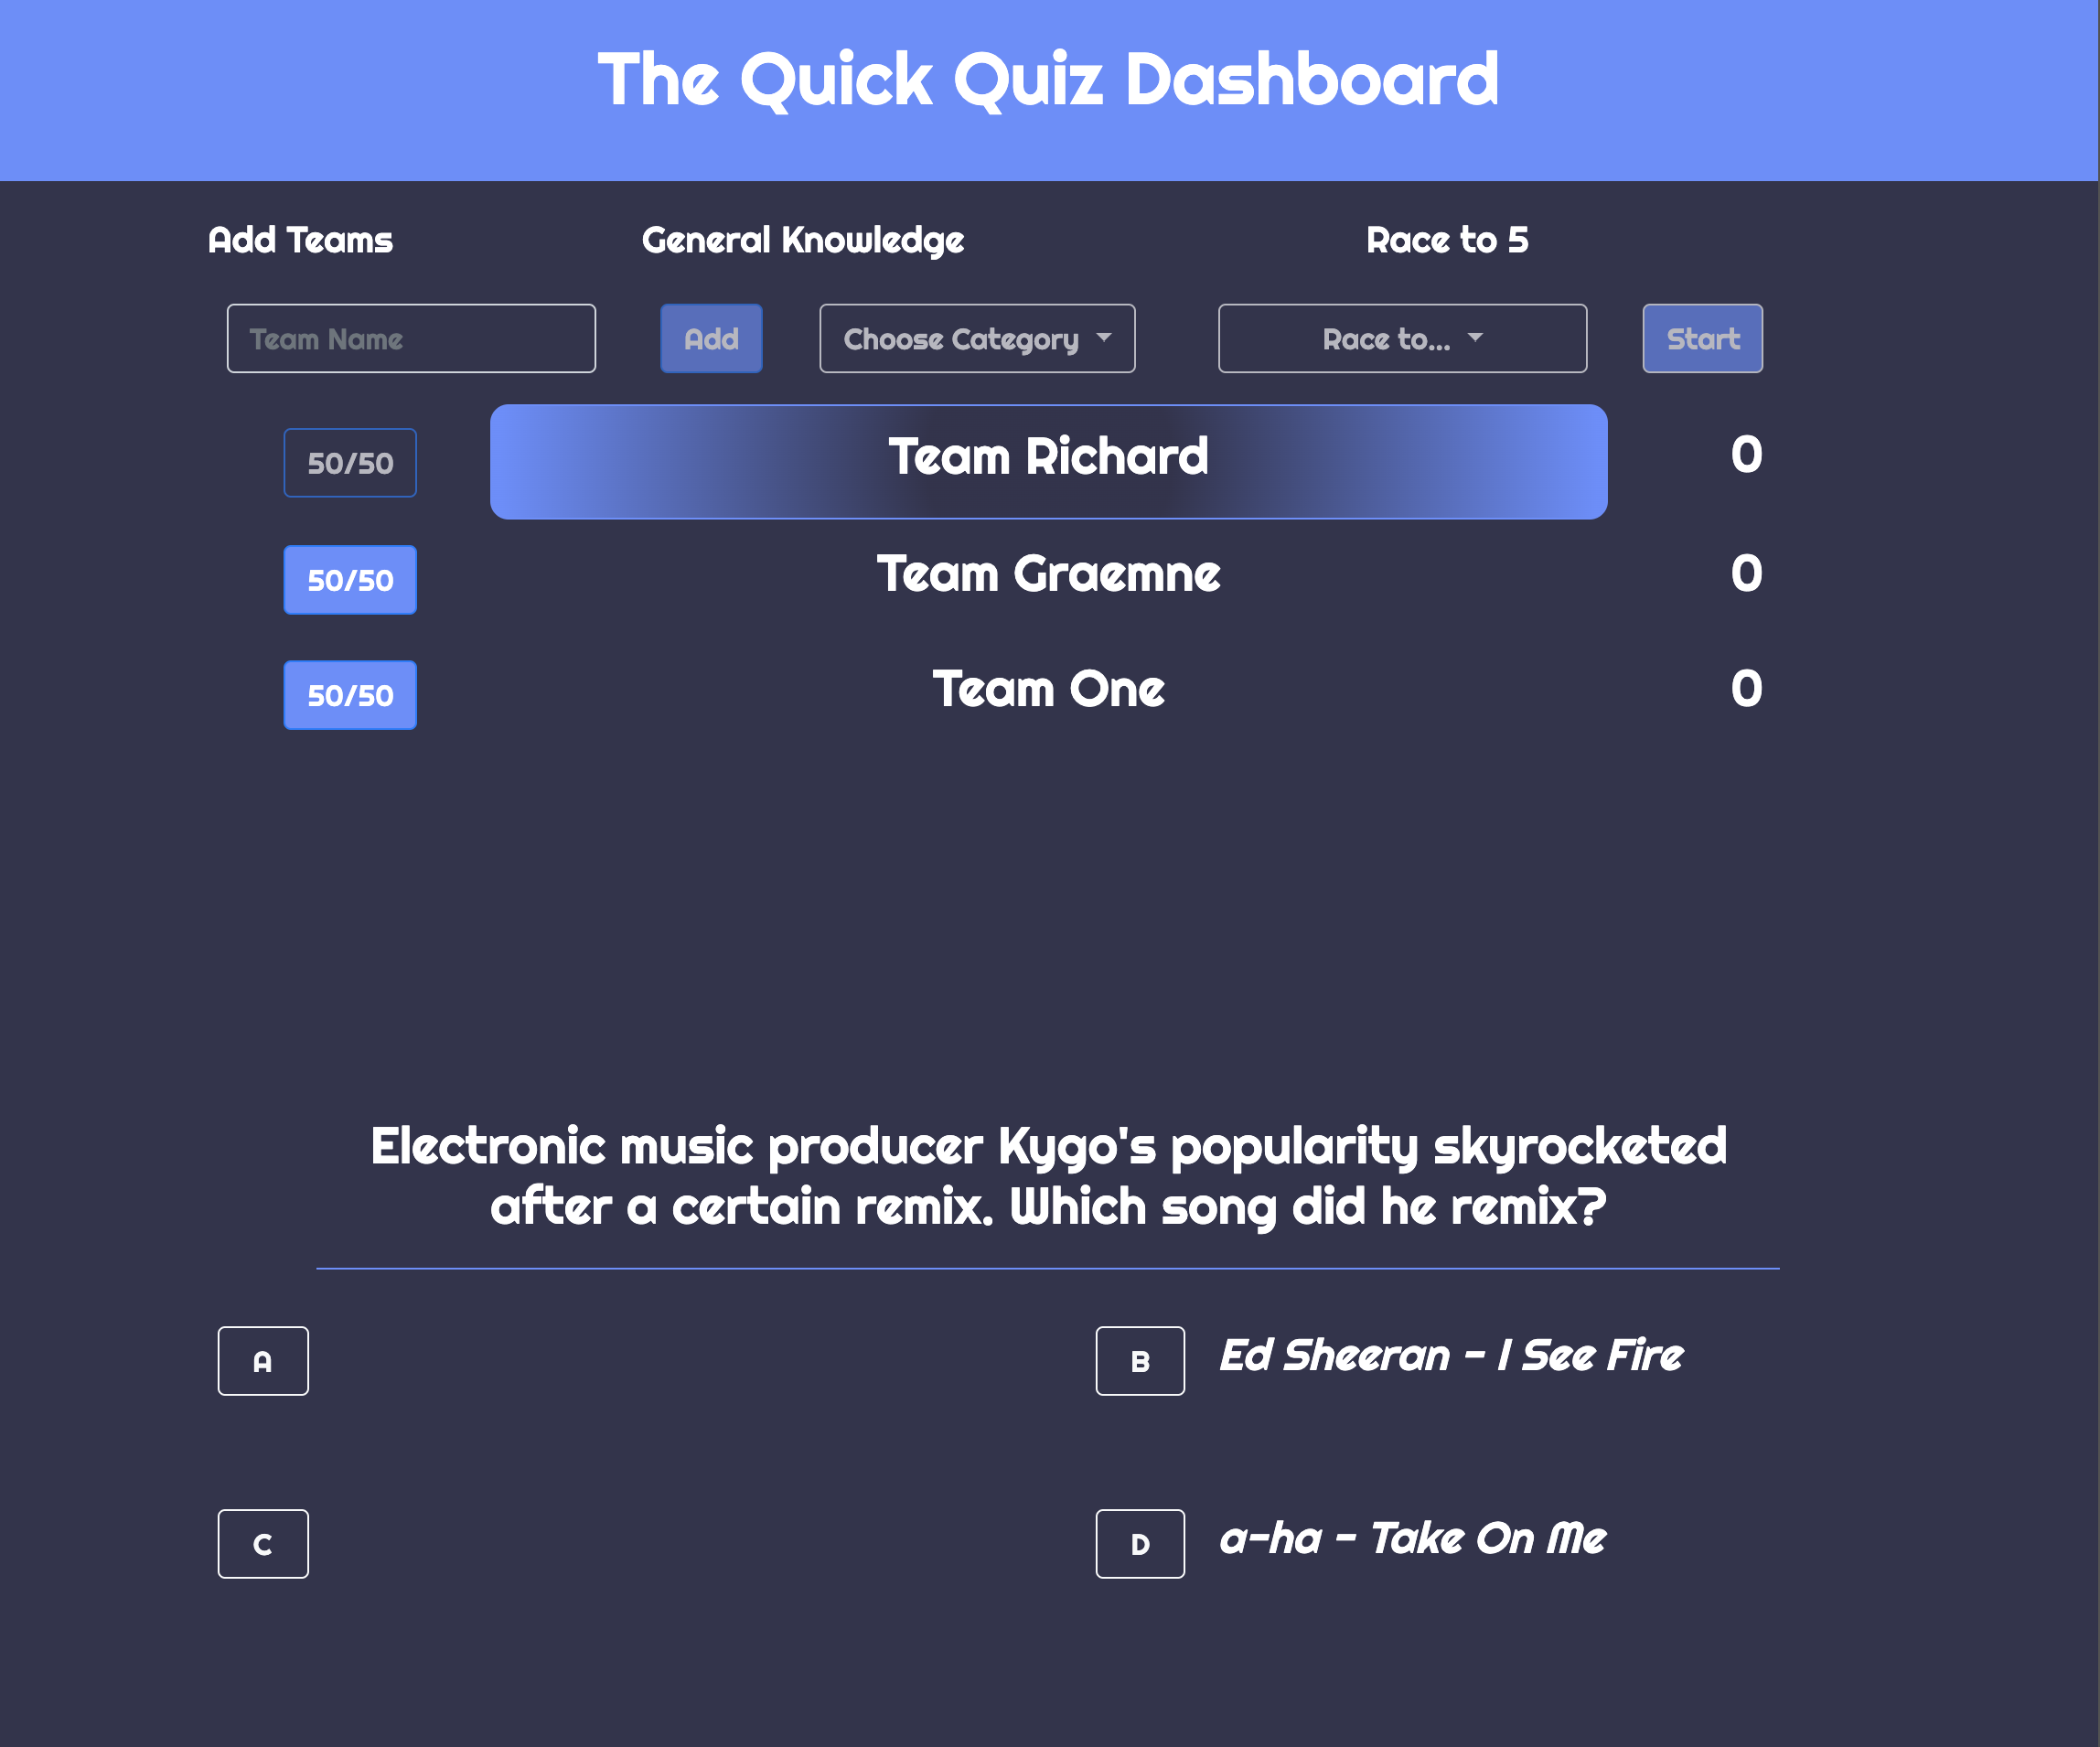 The Quick Quiz Dashboard
Add Teams
General Knowledge
Race to 5
Team Name
Add
Choose Category
Race to...
Start
50/50
Team Richard
0
50/50
Team Graemne
0
50/50
Team One
0
Electronic music producer Kygo's popularity skyrocketed
after a certain remix. Which song did he remix?
A
B
Ed Sheeran - I See Fire
C
D
a-ha - Take On Me